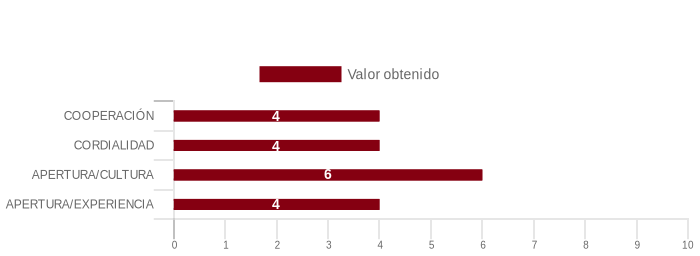 Valor obtenido
COOPERACIÓN 4
CORDIALIDAD 4
APERTURA/CULTURA 6
APERTURA/EXPERIENCIA 4
0 1 2 3 4 5 6 7 8 9 10